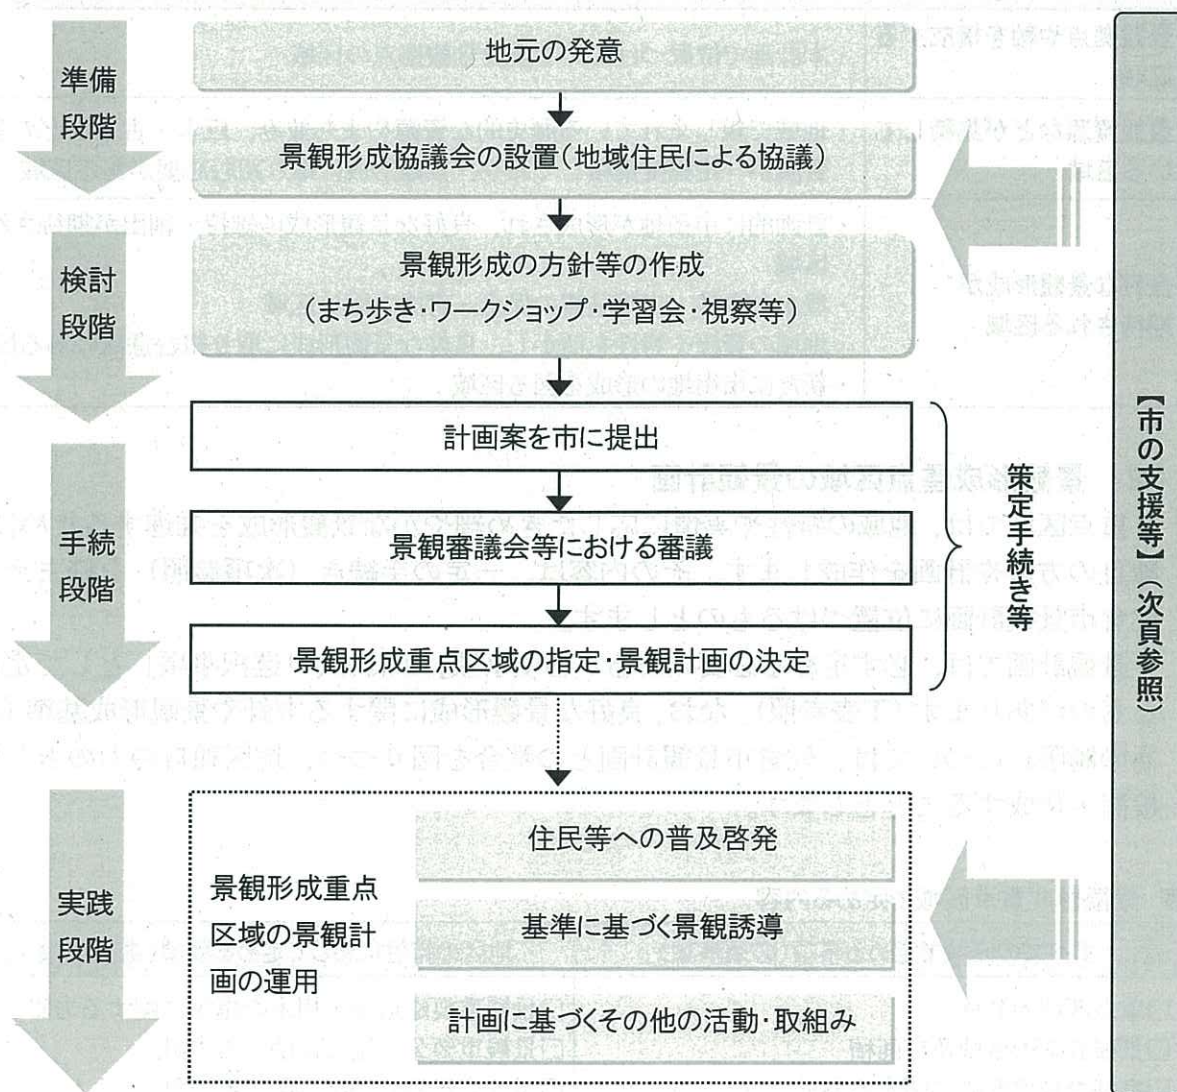 準備
段階
地元の発意
景観形成協議会の設置(地域住民による協議)
検討
段階
景観形成の方針等の作成
(まち歩き・ワークショップ・学習会・視察等)
手続
段階
計画案を市に提出
景観審議会等における審議
景観形成重点区域の指定・景観計画の決定
策定手続き等
実践
段階
景観形成重点
区域の景観計
画の運用
住民等への普及啓発
基準に基づく景観誘導
計画に基づくその他の活動・取組み
【市の支援等】(次頁参照)